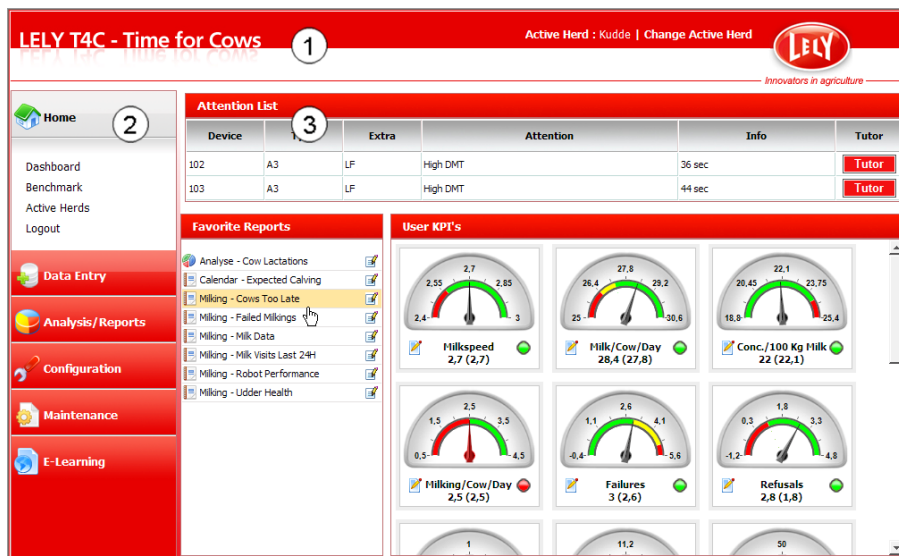 LELY T4C - Time for Cows
1
Active Herd : Kudde | Change Active Herd
LELY
Innovators in agriculture
Home
2
Dashboard
Benchmark
Active Herds
Logout
Data Entry
Analysis/Reports
Configuration
Maintenance
E-Learning
Attention List
3
Device Extra Attention Info Tutor
102 A3 LF High DMT 36 sec Tutor
103 A3 LF High DMT 44 sec Tutor
Favorite Reports
Analyse - Cow Lactations
Calendar - Expected Calving
Milking - Cows Too Late
Milking - Failed Milkings
Milking - Milk Data
Milking - Milk Visits Last 24H
Milking - Robot Performance
Milking - Udder Health
User KPI's
2,7 27,8 22,1
2,55 2,85 26,4 29,2 20,45 23,75
2,4 3 25 30,6 18,8 25,4
Milkspeed Milk/Cow/Day Conc./100 Kg Milk
2,7 (2,7) 28,4 (27,8) 22 (22,1)
2,5 2,6 1,8
1,5 3,5 1,1 4,1 0,3 3,3
0,5 4,5 -0,4 5,6 -1,2 4,8
Milking/Cow/Day Failures Refusals
2,5 (2,5) 3 (2,6) 2,8 (1,8)
1 11,2 50